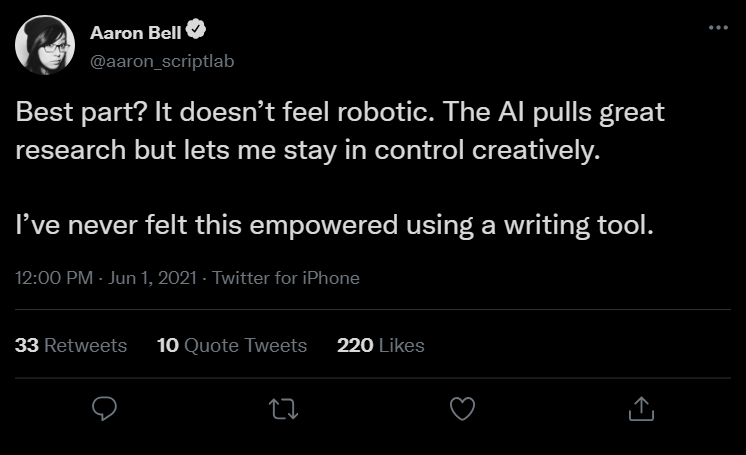 Aaron Bell
@aaron_scriptlab
Best part? It doesn’t feel robotic. The AI pulls great
research but lets me stay in control creatively.
I’ve never felt this empowered using a writing tool.
12:00 PM · Jun 1, 2021 · Twitter for iPhone
33 Retweets 10 Quote Tweets 220 Likes